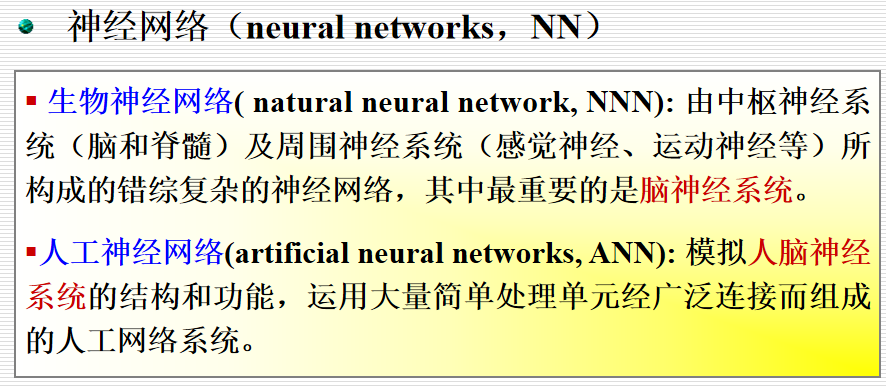 神经网络（neural networks，NN）
生物神经网络( natural neural network, NNN): 由中枢神经系
统（脑和脊髓）及周围神经系统（感觉神经、运动神经等）所
构成的错综复杂的神经网络，其中最重要的是脑神经系统。
人工神经网络(artificial neural networks, ANN): 模拟人脑神经
系统的结构和功能，运用大量简单处理单元经广泛连接而组成
的人工网络系统。